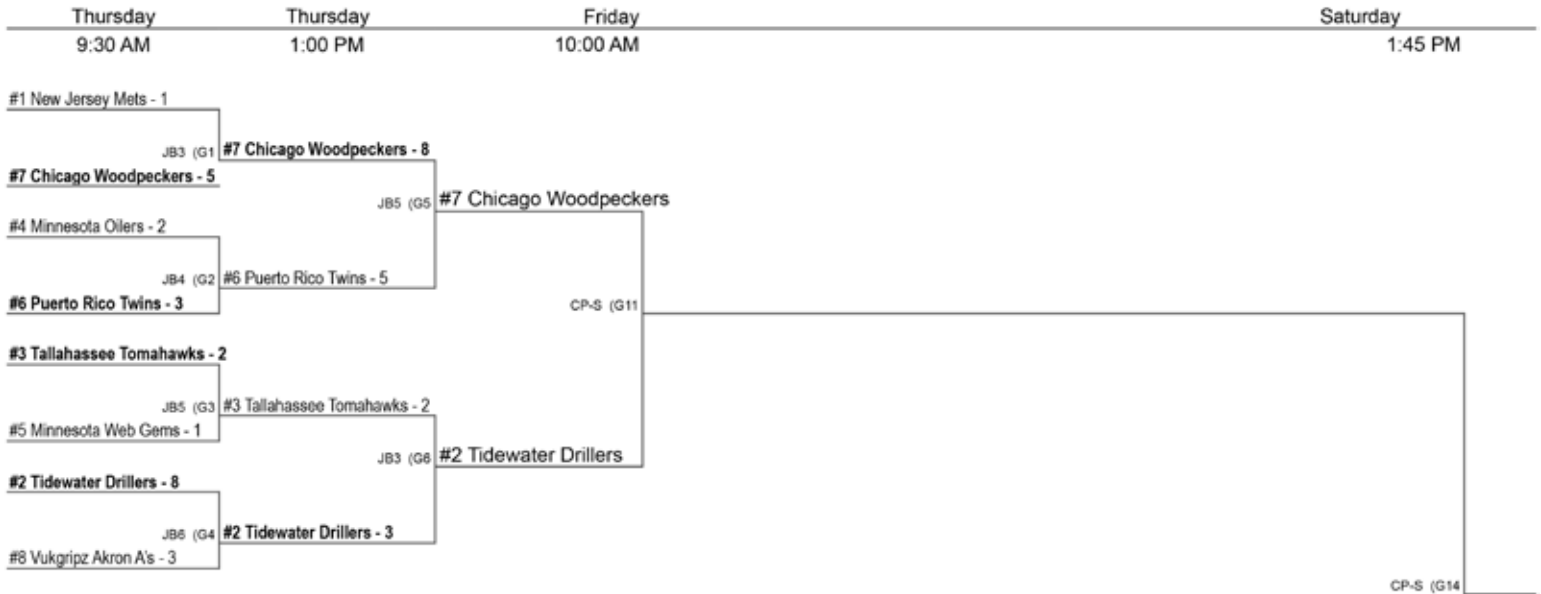 Thursday Thursday Friday Saturday
9:30 AM 1:00 PM 10:00 AM 1:45 PM
#1 New Jersey Mets - 1
JB3 (G1 #7 Chicago Woodpeckers - 8
#7 Chicago Woodpeckers - 5
JB5 (G5 #7 Chicago Woodpeckers
#4 Minnesota Oilers - 2
JB4 (G2 #6 Puerto Rico Twins - 5
#6 Puerto Rico Twins - 3
CP-S (G11
#3 Tallahassee Tomahawks - 2
JB5 (G3 #3 Tallahassee Tomahawks - 2
#5 Minnesota Web Gems - 1
JB3 (G6 #2 Tidewater Drillers
#2 Tidewater Drillers - 8
JB6 (G4 #2 Tidewater Drillers - 3
#8 Vukgripz Akron A's - 3
CP-S (G14